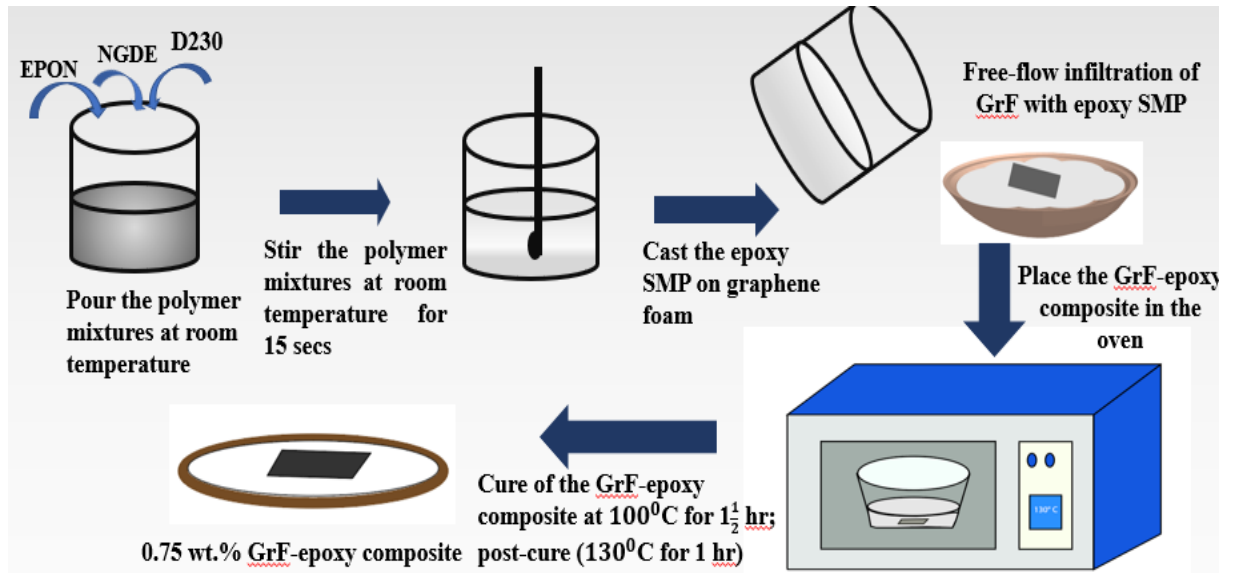 EPON
NGDE
D230
Pour the polymer
mixtures at room
temperature
Stir the polymer
mixtures at room
temperature for
15 secs
Cast the epoxy
SMP on graphene
foam
Free-flow infiltration of
GrF with epoxy SMP
Place the GrF-epoxy
composite in the
oven
130° C
Cure of the GrF-epoxy
composite at 100⁰C for 1½ hr;
post-cure (130⁰C for 1 hr)
0.75 wt.% GrF-epoxy composite